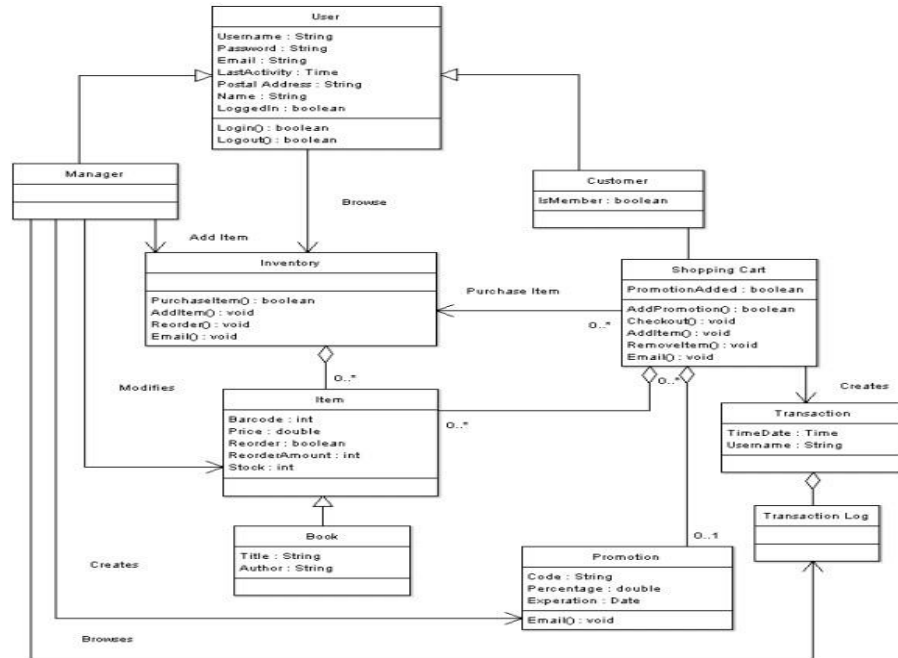 User
Username : String
Password : String
Email : String
LastActivity : Time
Postal Address : String
Name : String
LoggedIn : boolean
Login() : boolean
Logout() : boolean
Manager
Customer
IsMember : boolean
Browse
Add Item
Inventory
PurchaseItem() : boolean
AddItem() : void
Reorder() : void
Email() : void
Purchase Item
0..*
Shopping Cart
PromotionAdded : boolean
AddPromotion() : boolean
Checkout() : void
AddItem() : void
RemoveItem() : void
Email() : void
0..*
0..*
Modifies
Creates
Item
Barcode : int
Price : double
Reorder : boolean
ReorderAmount : int
Stock : int
0..*
Transaction
TimeDate : Time
Username : String
Transaction Log
Book
Title : String
Author : String
0..1
Promotion
Code : String
Percentage : double
Experation : Date
Email() : void
Creates
Browses